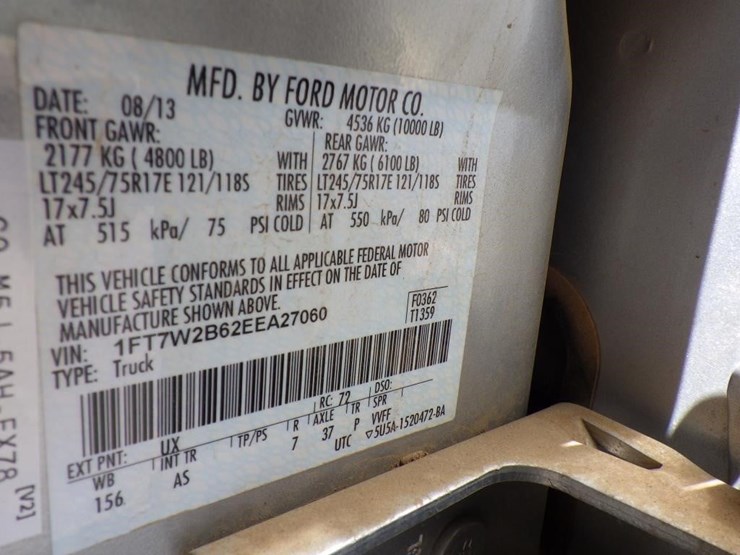 MFD. BY FORD MOTOR CO.
DATE: 08/13 GVWR: 4536 KG (10000 LB)
FRONT GAWR: REAR GAWR:
2177 KG ( 4800 LB) WITH 2767 KG ( 6100 LB) WITH
LT245/75R17E 121/118S TIRES LT245/75R17E 121/118S TIRES
17x7.5J RIMS 17x7.5J RIMS
AT 515 kPa/ 75 PSI COLD AT 550 kPa/ 80 PSI COLD
THIS VEHICLE CONFORMS TO ALL APPLICABLE FEDERAL MOTOR
VEHICLE SAFETY STANDARDS IN EFFECT ON THE DATE OF
MANUFACTURE SHOWN ABOVE.
F0362
T1359
VIN: 1FT7W2B62EEA27060
TYPE: Truck
EXT PNT: UX RC: 72 DSO:
WB INT TR TP/PS R AXLE TR SPR
156 AS 7 37 P VVFF
UTC ▽5U5A-1520472-BA
[V2]